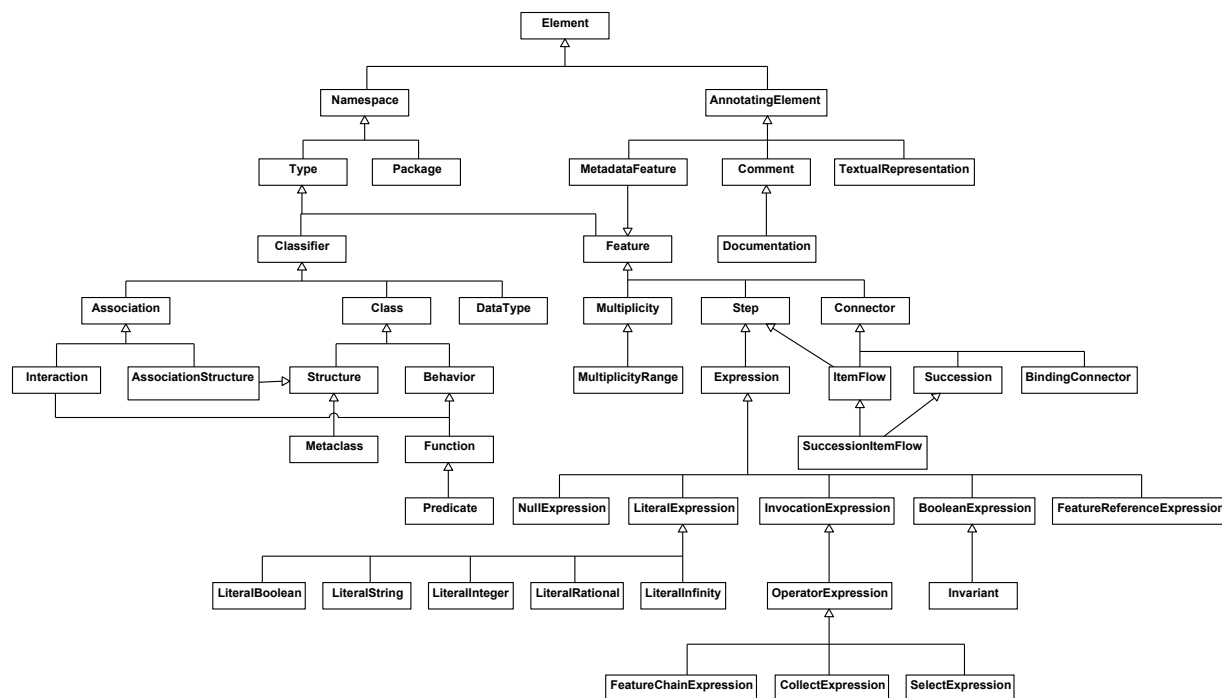 Element
Namespace
AnnotatingElement
Type
Package
MetadataFeature
Comment
TextualRepresentation
Classifier
Feature
Documentation
Association
Class
DataType
Multiplicity
Step
Connector
Interaction
AssociationStructure
Structure
Behavior
MultiplicityRange
Expression
ItemFlow
Succession
BindingConnector
Metaclass
Function
SuccessionItemFlow
Predicate
NullExpression
LiteralExpression
InvocationExpression
BooleanExpression
FeatureReferenceExpression
LiteralBoolean
LiteralString
LiteralInteger
LiteralRational
LiteralInfinity
OperatorExpression
Invariant
FeatureChainExpression
CollectExpression
SelectExpression